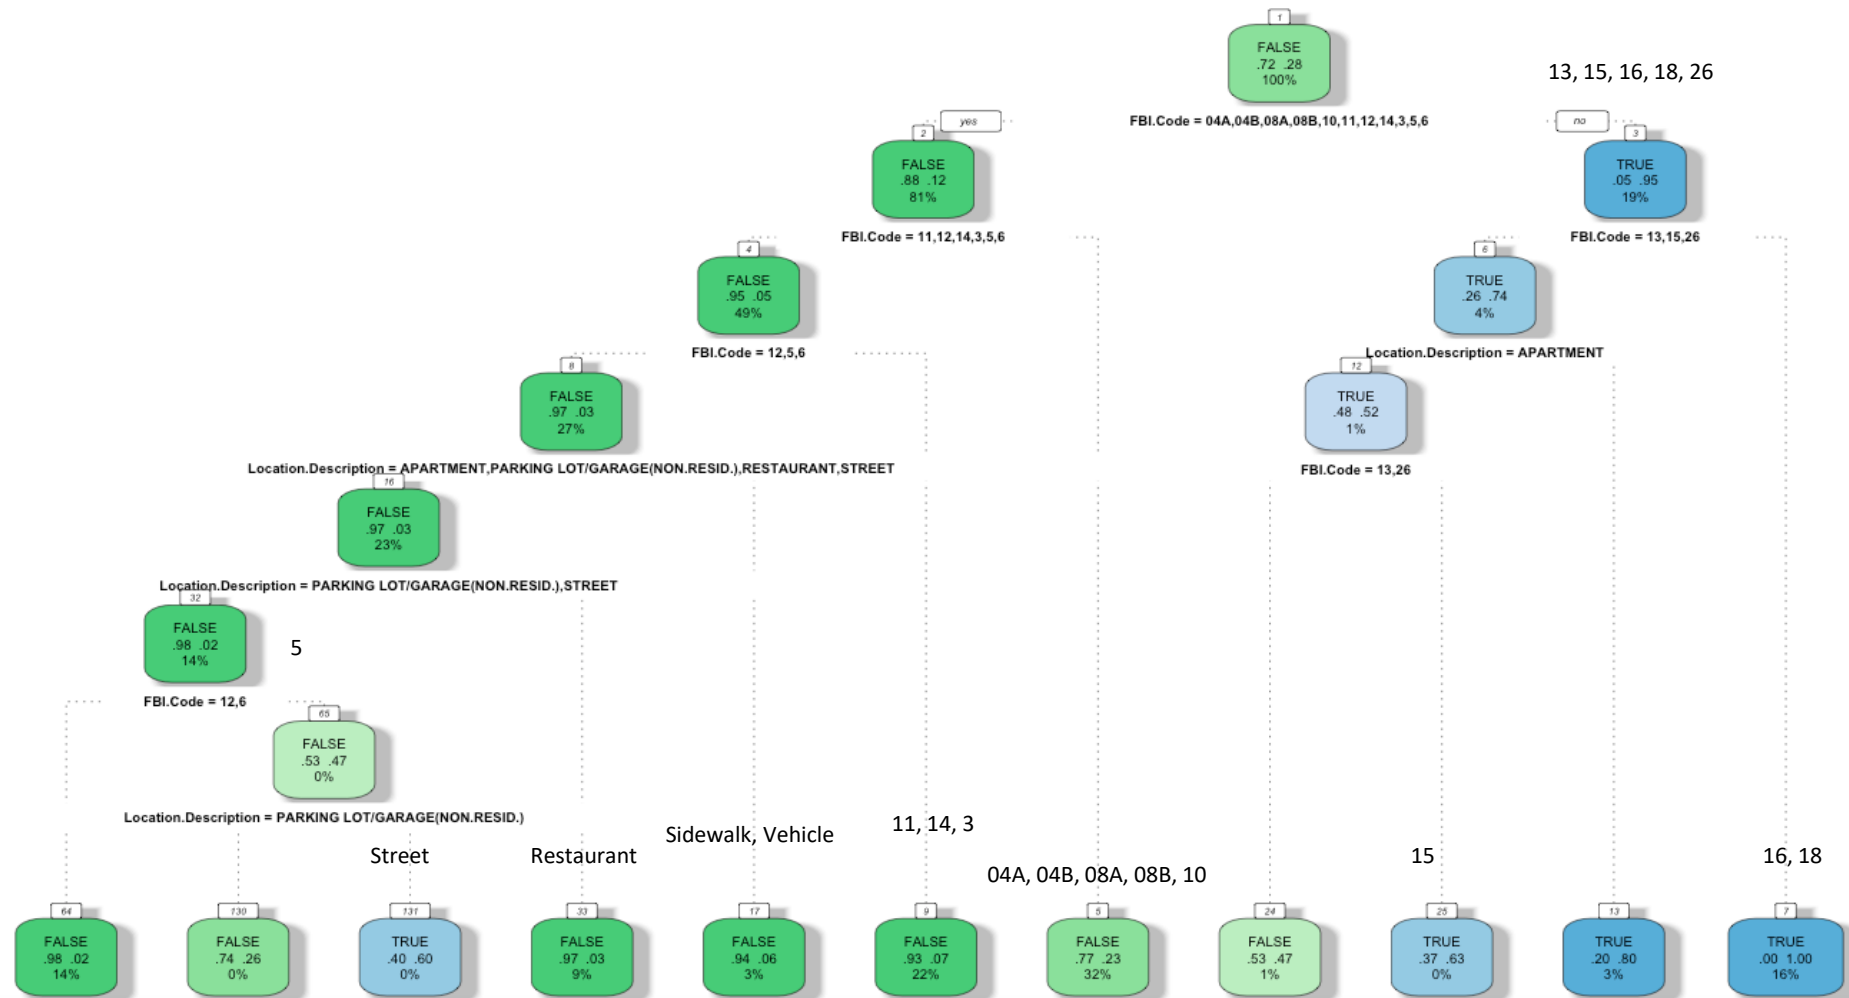 1
FALSE
.72 .28
100%
13, 15, 16, 18, 26
yes
FBI.Code = 04A,04B,08A,08B,10,11,12,14,3,5,6
no
2
FALSE
.88 .12
81%
3
TRUE
.05 .95
19%
FBI.Code = 11,12,14,3,5,6
FBI.Code = 13,15,26
4
FALSE
.95 .05
49%
6
TRUE
.26 .74
4%
FBI.Code = 12,5,6
Location.Description = APARTMENT
8
FALSE
.97 .03
27%
12
TRUE
.48 .52
1%
Location.Description = APARTMENT,PARKING LOT/GARAGE(NON.RESID.),RESTAURANT,STREET
FBI.Code = 13,26
16
FALSE
.97 .03
23%
Location.Description = PARKING LOT/GARAGE(NON.RESID.),STREET
32
FALSE
.98 .02
14%
5
FBI.Code = 12,6
65
FALSE
.53 .47
0%
Location.Description = PARKING LOT/GARAGE(NON.RESID.)
Street
Restaurant
Sidewalk, Vehicle
11, 14, 3
04A, 04B, 08A, 08B, 10
15
16, 18
64
FALSE
.98 .02
14%
130
FALSE
.74 .26
0%
131
TRUE
.40 .60
0%
33
FALSE
.97 .03
9%
17
FALSE
.94 .06
3%
9
FALSE
.93 .07
22%
5
FALSE
.77 .23
32%
24
FALSE
.53 .47
1%
25
TRUE
.37 .63
0%
13
TRUE
.20 .80
3%
7
TRUE
.00 1.00
16%